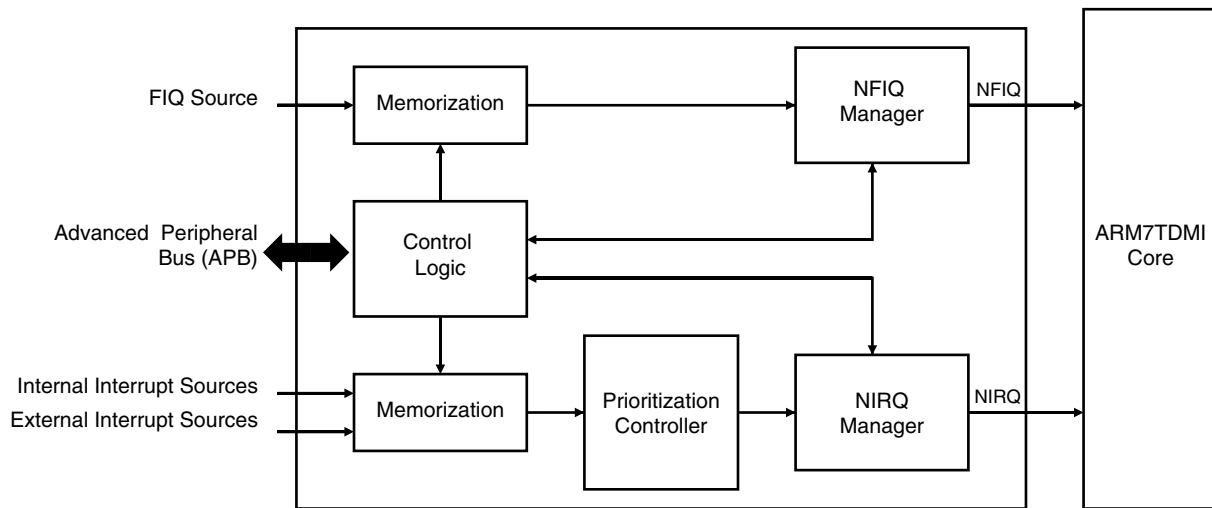 FIQ Source
Memorization
NFIQ
Manager
NFIQ
Advanced Peripheral
Bus (APB)
Control
Logic
ARM7TDMI
Core
Internal Interrupt Sources
External Interrupt Sources
Memorization
Prioritization
Controller
NIRQ
Manager
NIRQ